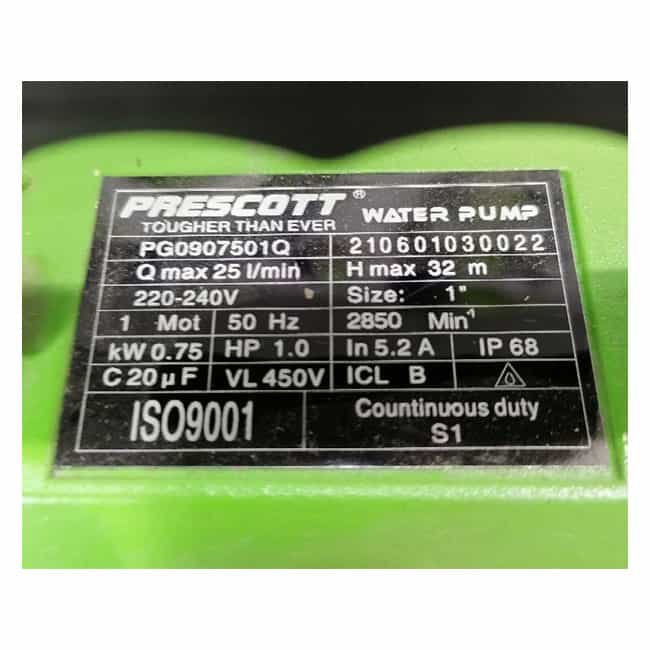 PRESCOTT® WATER PUMP
TOUGHER THAN EVER
PG0907501Q 210601030022
Q max 25 l/min H max 32 m
220-240V Size: 1"
1 Mot 50 Hz 2850 Min⁻¹
kW 0.75 HP 1.0 In 5.2 A IP 68
C 20 µF VL 450V ICL B
ISO9001 Countinuous duty
S1